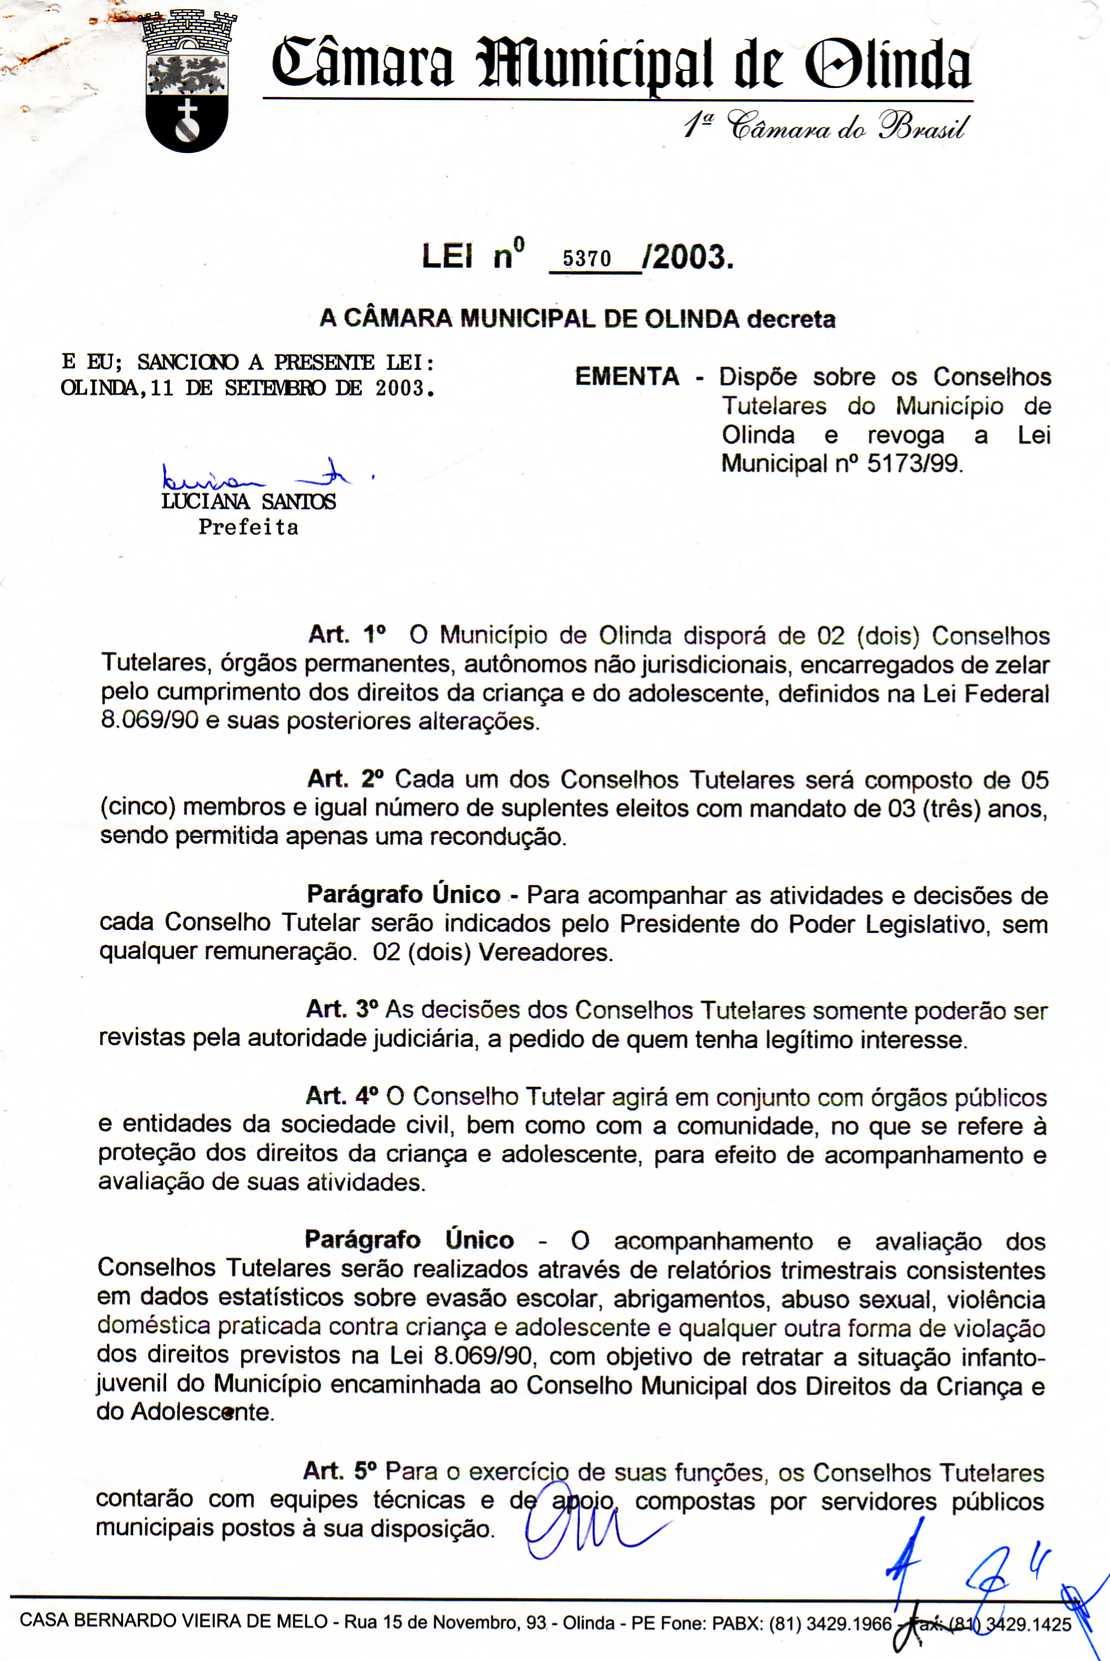 Câmara Municipal de Olinda
1ª Câmara do Brasil
LEI nº 5370 /2003.
A CÂMARA MUNICIPAL DE OLINDA decreta
E EU; SANCIONO A PRESENTE LEI:
OLINDA,11 DE SETEMBRO DE 2003.
LUCIANA SANTOS
Prefeita
EMENTA - Dispõe sobre os Conselhos
Tutelares do Município de
Olinda e revoga a Lei
Municipal nº 5173/99.
Art. 1º O Município de Olinda disporá de 02 (dois) Conselhos
Tutelares, órgãos permanentes, autônomos não jurisdicionais, encarregados de zelar
pelo cumprimento dos direitos da criança e do adolescente, definidos na Lei Federal
8.069/90 e suas posteriores alterações.
Art. 2º Cada um dos Conselhos Tutelares será composto de 05
(cinco) membros e igual número de suplentes eleitos com mandato de 03 (três) anos,
sendo permitida apenas uma recondução.
Parágrafo Único - Para acompanhar as atividades e decisões de
cada Conselho Tutelar serão indicados pelo Presidente do Poder Legislativo, sem
qualquer remuneração. 02 (dois) Vereadores.
Art. 3º As decisões dos Conselhos Tutelares somente poderão ser
revistas pela autoridade judiciária, a pedido de quem tenha legítimo interesse.
Art. 4º O Conselho Tutelar agirá em conjunto com órgãos públicos
e entidades da sociedade civil, bem como com a comunidade, no que se refere à
proteção dos direitos da criança e adolescente, para efeito de acompanhamento e
avaliação de suas atividades.
Parágrafo Único - O acompanhamento e avaliação dos
Conselhos Tutelares serão realizados através de relatórios trimestrais consistentes
em dados estatísticos sobre evasão escolar, abrigamentos, abuso sexual, violência
doméstica praticada contra criança e adolescente e qualquer outra forma de violação
dos direitos previstos na Lei 8.069/90, com objetivo de retratar a situação infanto-
juvenil do Município encaminhada ao Conselho Municipal dos Direitos da Criança e
do Adolescente.
Art. 5º Para o exercício de suas funções, os Conselhos Tutelares
contarão com equipes técnicas e de apoio, compostas por servidores públicos
municipais postos à sua disposição.
CASA BERNARDO VIEIRA DE MELO - Rua 15 de Novembro, 93 - Olinda - PE Fone: PABX: (81) 3429.1966 - Fax: (81) 3429.1425